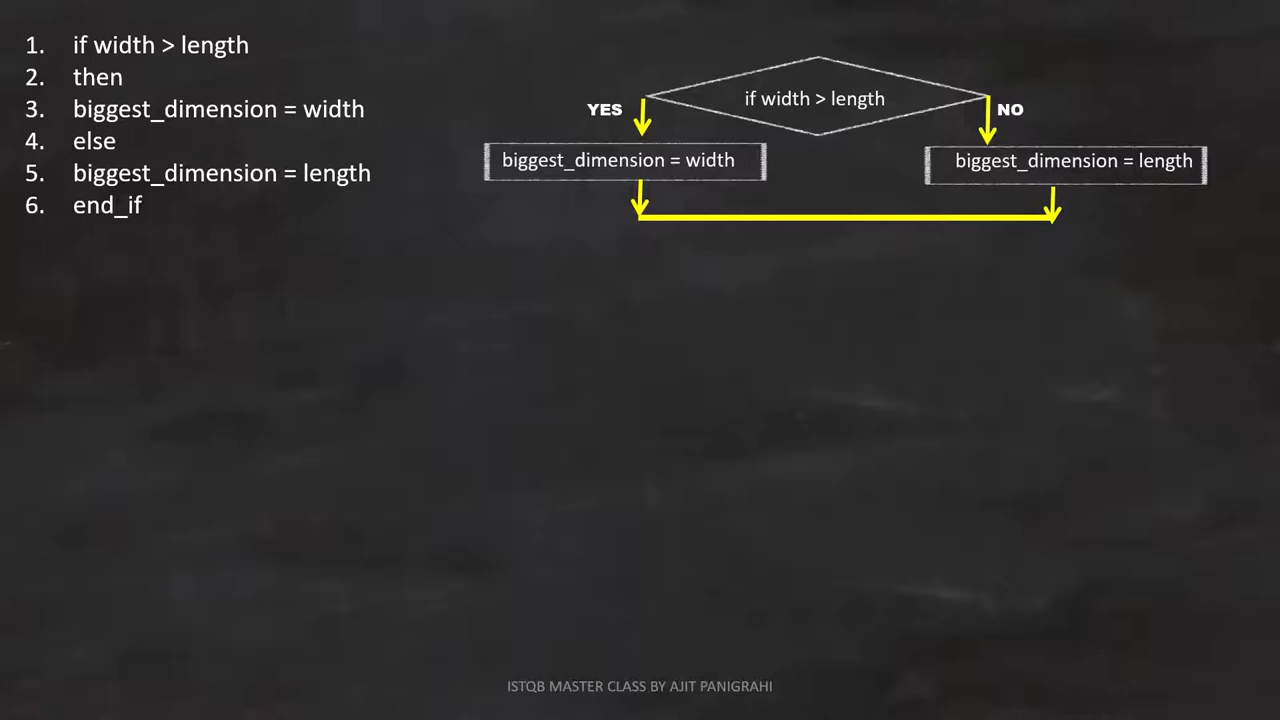 1. if width > length
2. then
3. biggest_dimension = width
4. else
5. biggest_dimension = length
6. end_if
if width > length
YES
NO
biggest_dimension = width
biggest_dimension = length
ISTQB MASTER CLASS BY AJIT PANIGRAHI